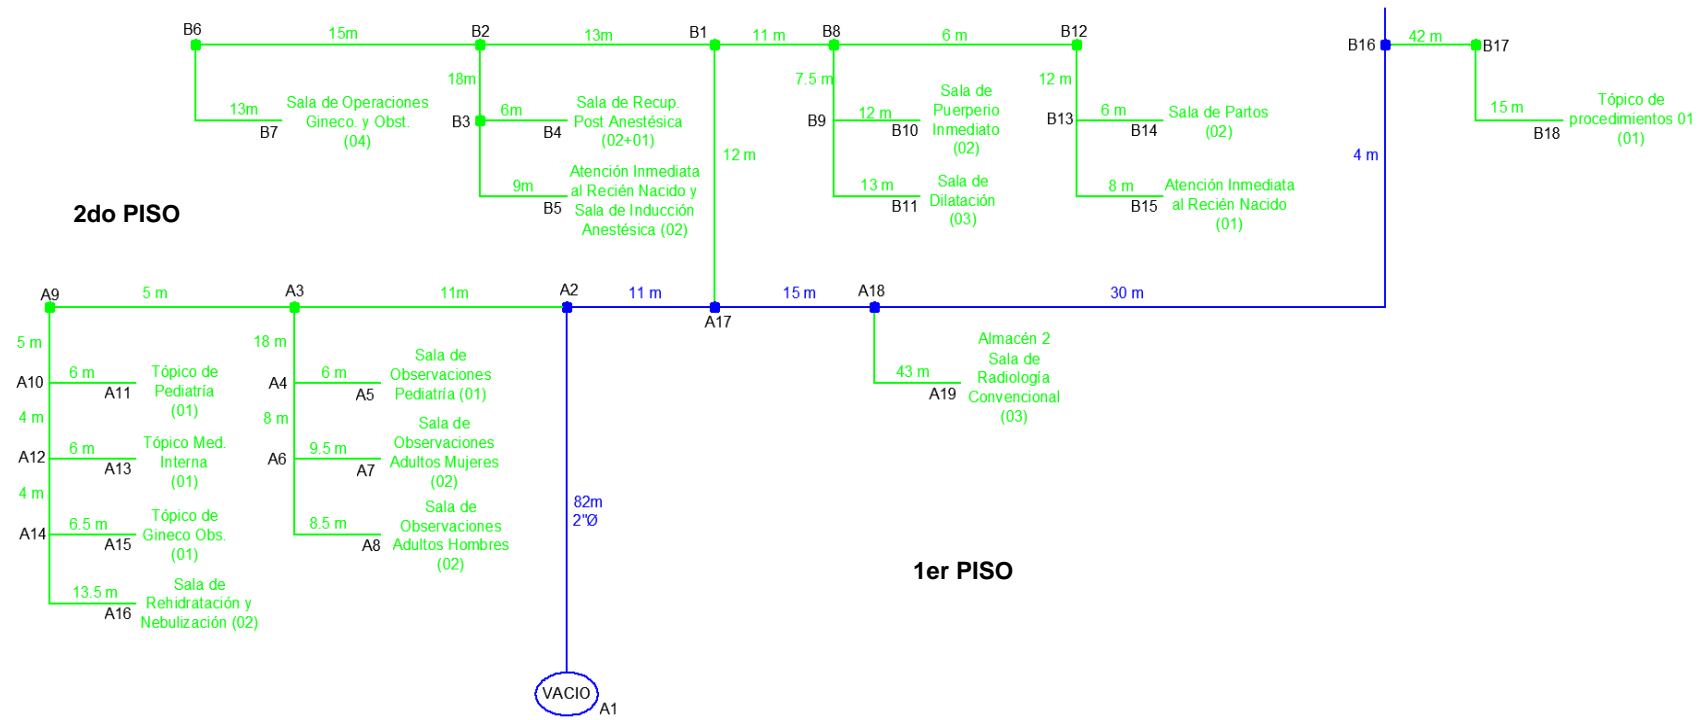 B6
15m
B2
13m
B1
11 m
B8
6 m
B12
B16
42 m
B17
18m
7.5 m
12 m
13m
B7
Sala de Operaciones
Gineco. y Obst.
(04)
B3
6m
B4
Sala de Recup.
Post Anestésica
(02+01)
9m
B5
Atención Inmediata
al Recién Nacido y
Sala de Inducción
Anestésica (02)
12 m
B9
12 m
B10
Sala de
Puerperio
Inmediato
(02)
13 m
B11
Sala de
Dilatación
(03)
B13
6 m
B14
Sala de Partos
(02)
8 m
B15
Atención Inmediata
al Recién Nacido
(01)
4 m
15 m
B18
Tópico de
procedimientos 01
(01)
2do PISO
A9
5 m
A3
11m
A2
11 m
A17
15 m
A18
30 m
5 m
A10
6 m
A11
Tópico de
Pediatría
(01)
4 m
A12
6 m
A13
Tópico Med.
Interna
(01)
4 m
A14
6.5 m
A15
Tópico de
Gineco Obs.
(01)
13.5 m
A16
Sala de
Rehidratación y
Nebulización (02)
18 m
A4
6 m
A5
Sala de
Observaciones
Pediatría (01)
8 m
A6
9.5 m
A7
Sala de
Observaciones
Adultos Mujeres
(02)
8.5 m
A8
Sala de
Observaciones
Adultos Hombres
(02)
82m
2"Ø
43 m
A19
Almacén 2
Sala de
Radiología
Convencional
(03)
1er PISO
VACIO
A1